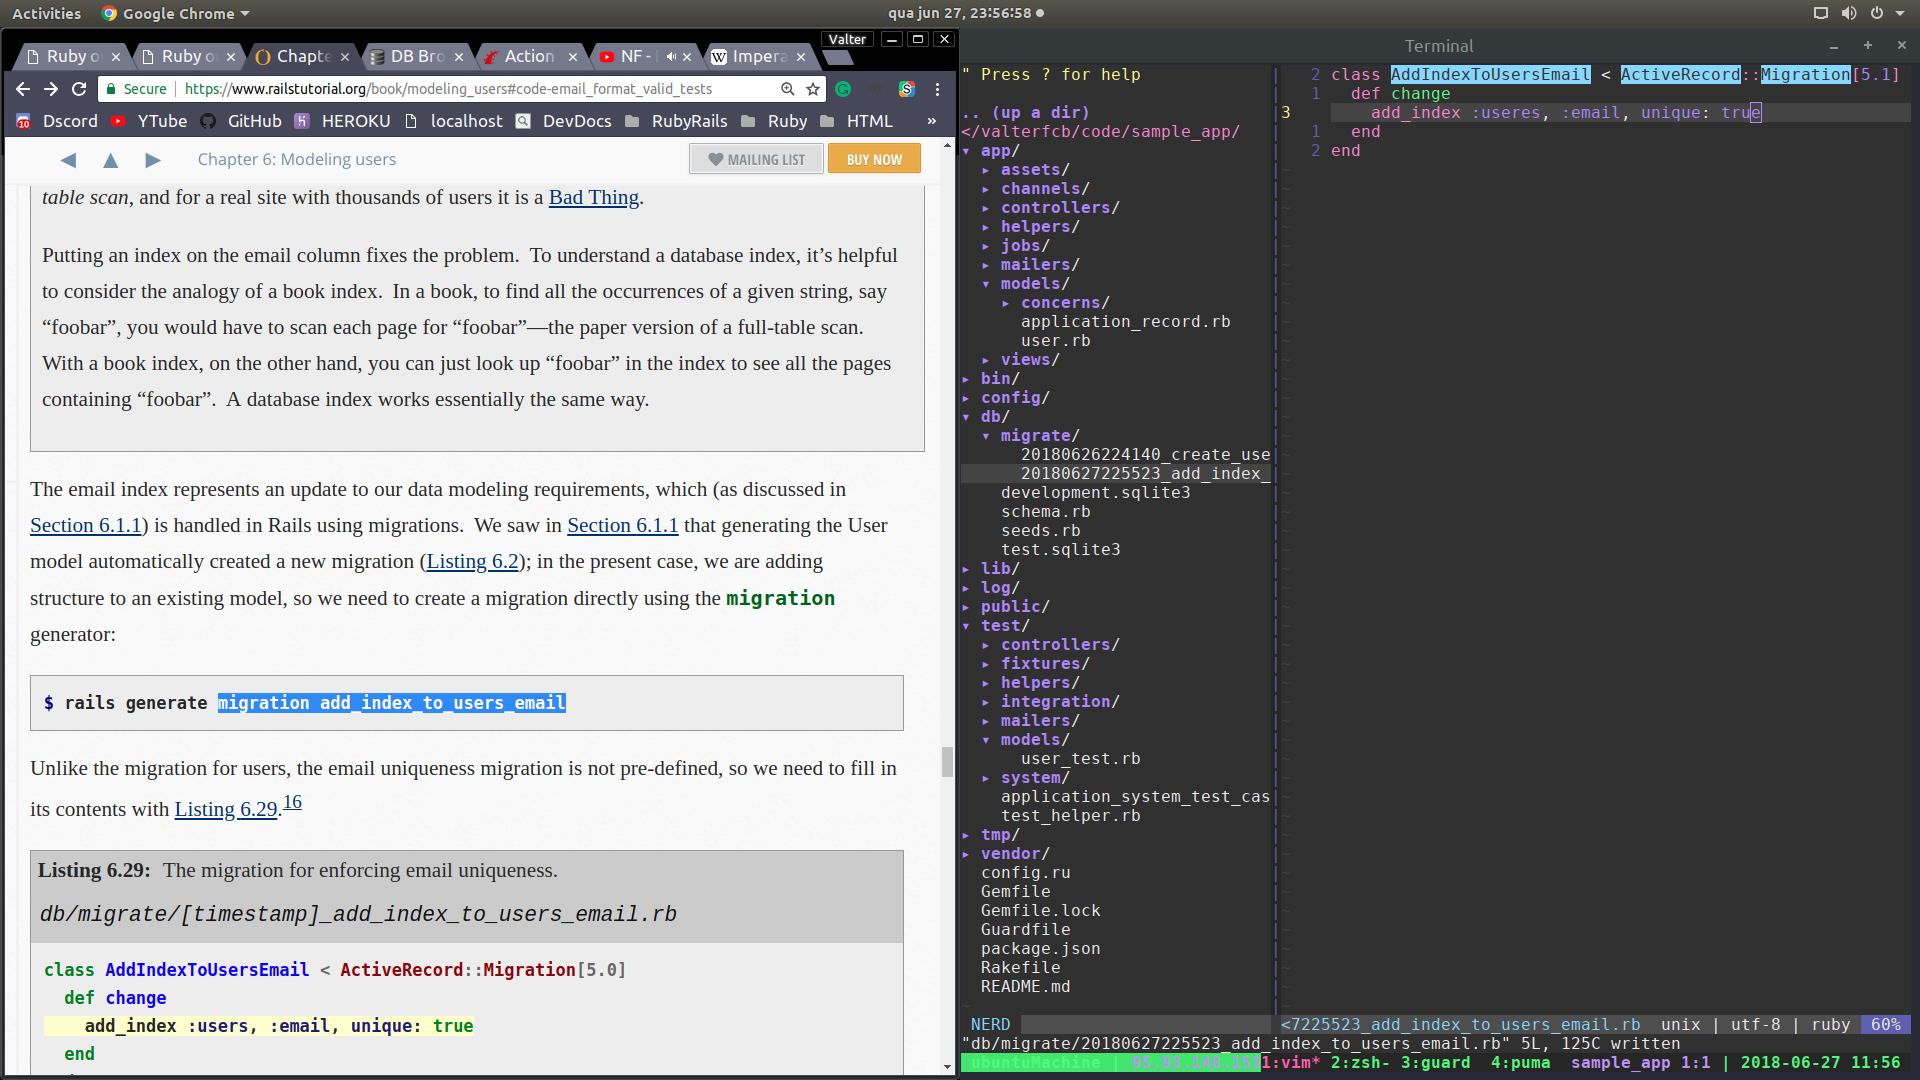 Activities Google Chrome qua jun 27, 23:56:58
Valter
Ruby o Ruby o Chapte DB Bro Action NF - Impera
Secure https://www.railstutorial.org/book/modeling_users#code-email_format_valid_tests
Dscord YTube GitHub HEROKU localhost DevDocs RubyRails Ruby HTML »
Chapter 6: Modeling users MAILING LIST BUY NOW
table scan, and for a real site with thousands of users it is a Bad Thing.
Putting an index on the email column fixes the problem. To understand a database index, it’s helpful
to consider the analogy of a book index. In a book, to find all the occurrences of a given string, say
“foobar”, you would have to scan each page for “foobar”—the paper version of a full-table scan.
With a book index, on the other hand, you can just look up “foobar” in the index to see all the pages
containing “foobar”. A database index works essentially the same way.
The email index represents an update to our data modeling requirements, which (as discussed in
Section 6.1.1) is handled in Rails using migrations. We saw in Section 6.1.1 that generating the User
model automatically created a new migration (Listing 6.2); in the present case, we are adding
structure to an existing model, so we need to create a migration directly using the migration
generator:
$ rails generate migration add_index_to_users_email
Unlike the migration for users, the email uniqueness migration is not pre-defined, so we need to fill in
its contents with Listing 6.29.16
Listing 6.29: The migration for enforcing email uniqueness.
db/migrate/[timestamp]_add_index_to_users_email.rb
class AddIndexToUsersEmail < ActiveRecord::Migration[5.0]
def change
add_index :users, :email, unique: true
end
Terminal
" Press ? for help
.. (up a dir)
</valterfcb/code/sample_app/
▾ app/
▸ assets/
▸ channels/
▸ controllers/
▸ helpers/
▸ jobs/
▸ mailers/
▾ models/
▸ concerns/
application_record.rb
user.rb
▸ views/
▸ bin/
▸ config/
▾ db/
▾ migrate/
20180626224140_create_use
20180627225523_add_index_
development.sqlite3
schema.rb
seeds.rb
test.sqlite3
▸ lib/
▸ log/
▸ public/
▾ test/
▸ controllers/
▸ fixtures/
▸ helpers/
▸ integration/
▸ mailers/
▾ models/
user_test.rb
▸ system/
application_system_test_cas
test_helper.rb
▸ tmp/
▸ vendor/
config.ru
Gemfile
Gemfile.lock
Guardfile
package.json
Rakefile
README.md
2 class AddIndexToUsersEmail < ActiveRecord::Migration[5.1]
1 def change
3 add_index :useres, :email, unique: true
1 end
2 end
NERD <7225523_add_index_to_users_email.rb unix | utf-8 | ruby 60%
"db/migrate/20180627225523_add_index_to_users_email.rb" 5L, 125C written
ubuntuMachine | 1:vim* 2:zsh- 3:guard 4:puma sample_app 1:1 | 2018-06-27 11:56